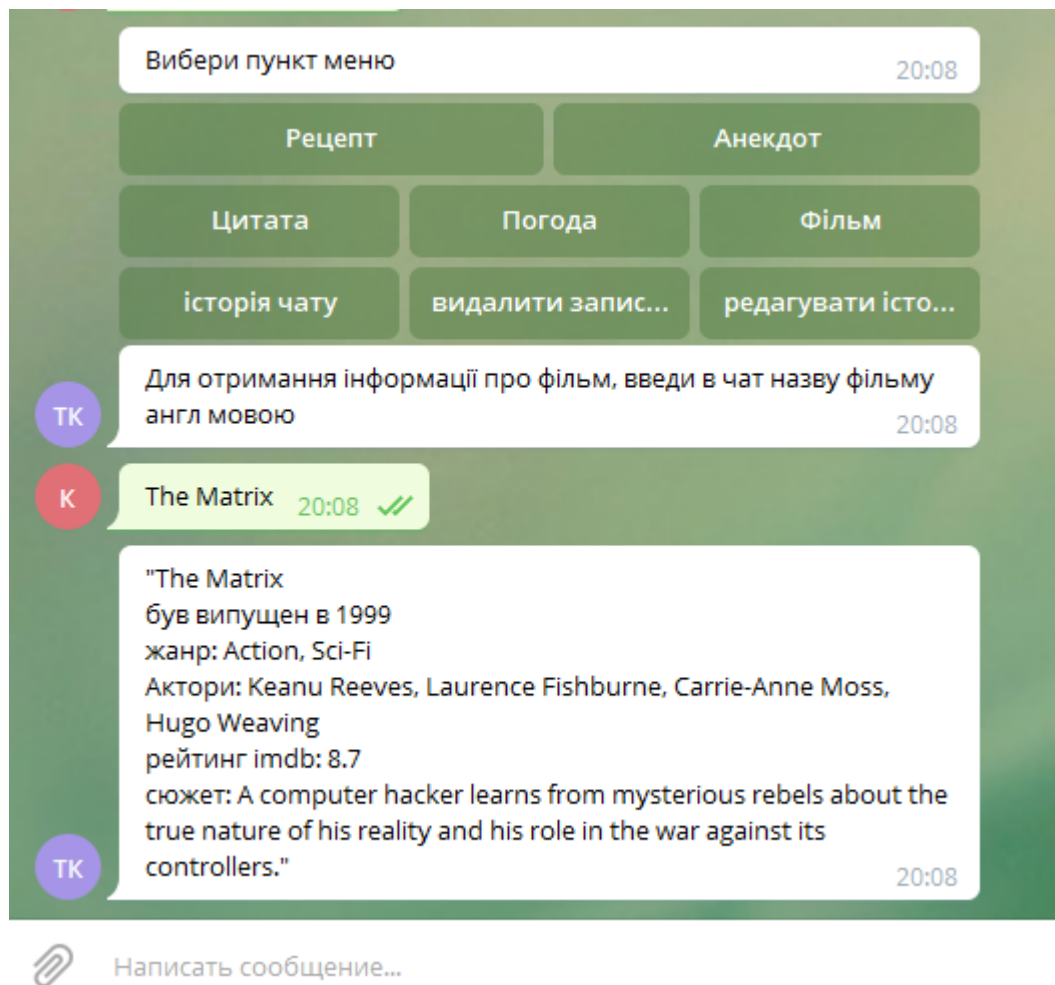 Вибери пункт меню
20:08
Рецепт Анекдот
Цитата Погода Фільм
історія чату видалити запис... редагувати істо...
Для отримання інформації про фільм, введи в чат назву фільму
англ мовою
20:08
ТК
К
The Matrix 20:08
"The Matrix
був випущен в 1999
жанр: Action, Sci-Fi
Актори: Keanu Reeves, Laurence Fishburne, Carrie-Anne Moss,
Hugo Weaving
рейтинг imdb: 8.7
сюжет: A computer hacker learns from mysterious rebels about the
true nature of his reality and his role in the war against its
controllers."
20:08
ТК
Написать сообщение...